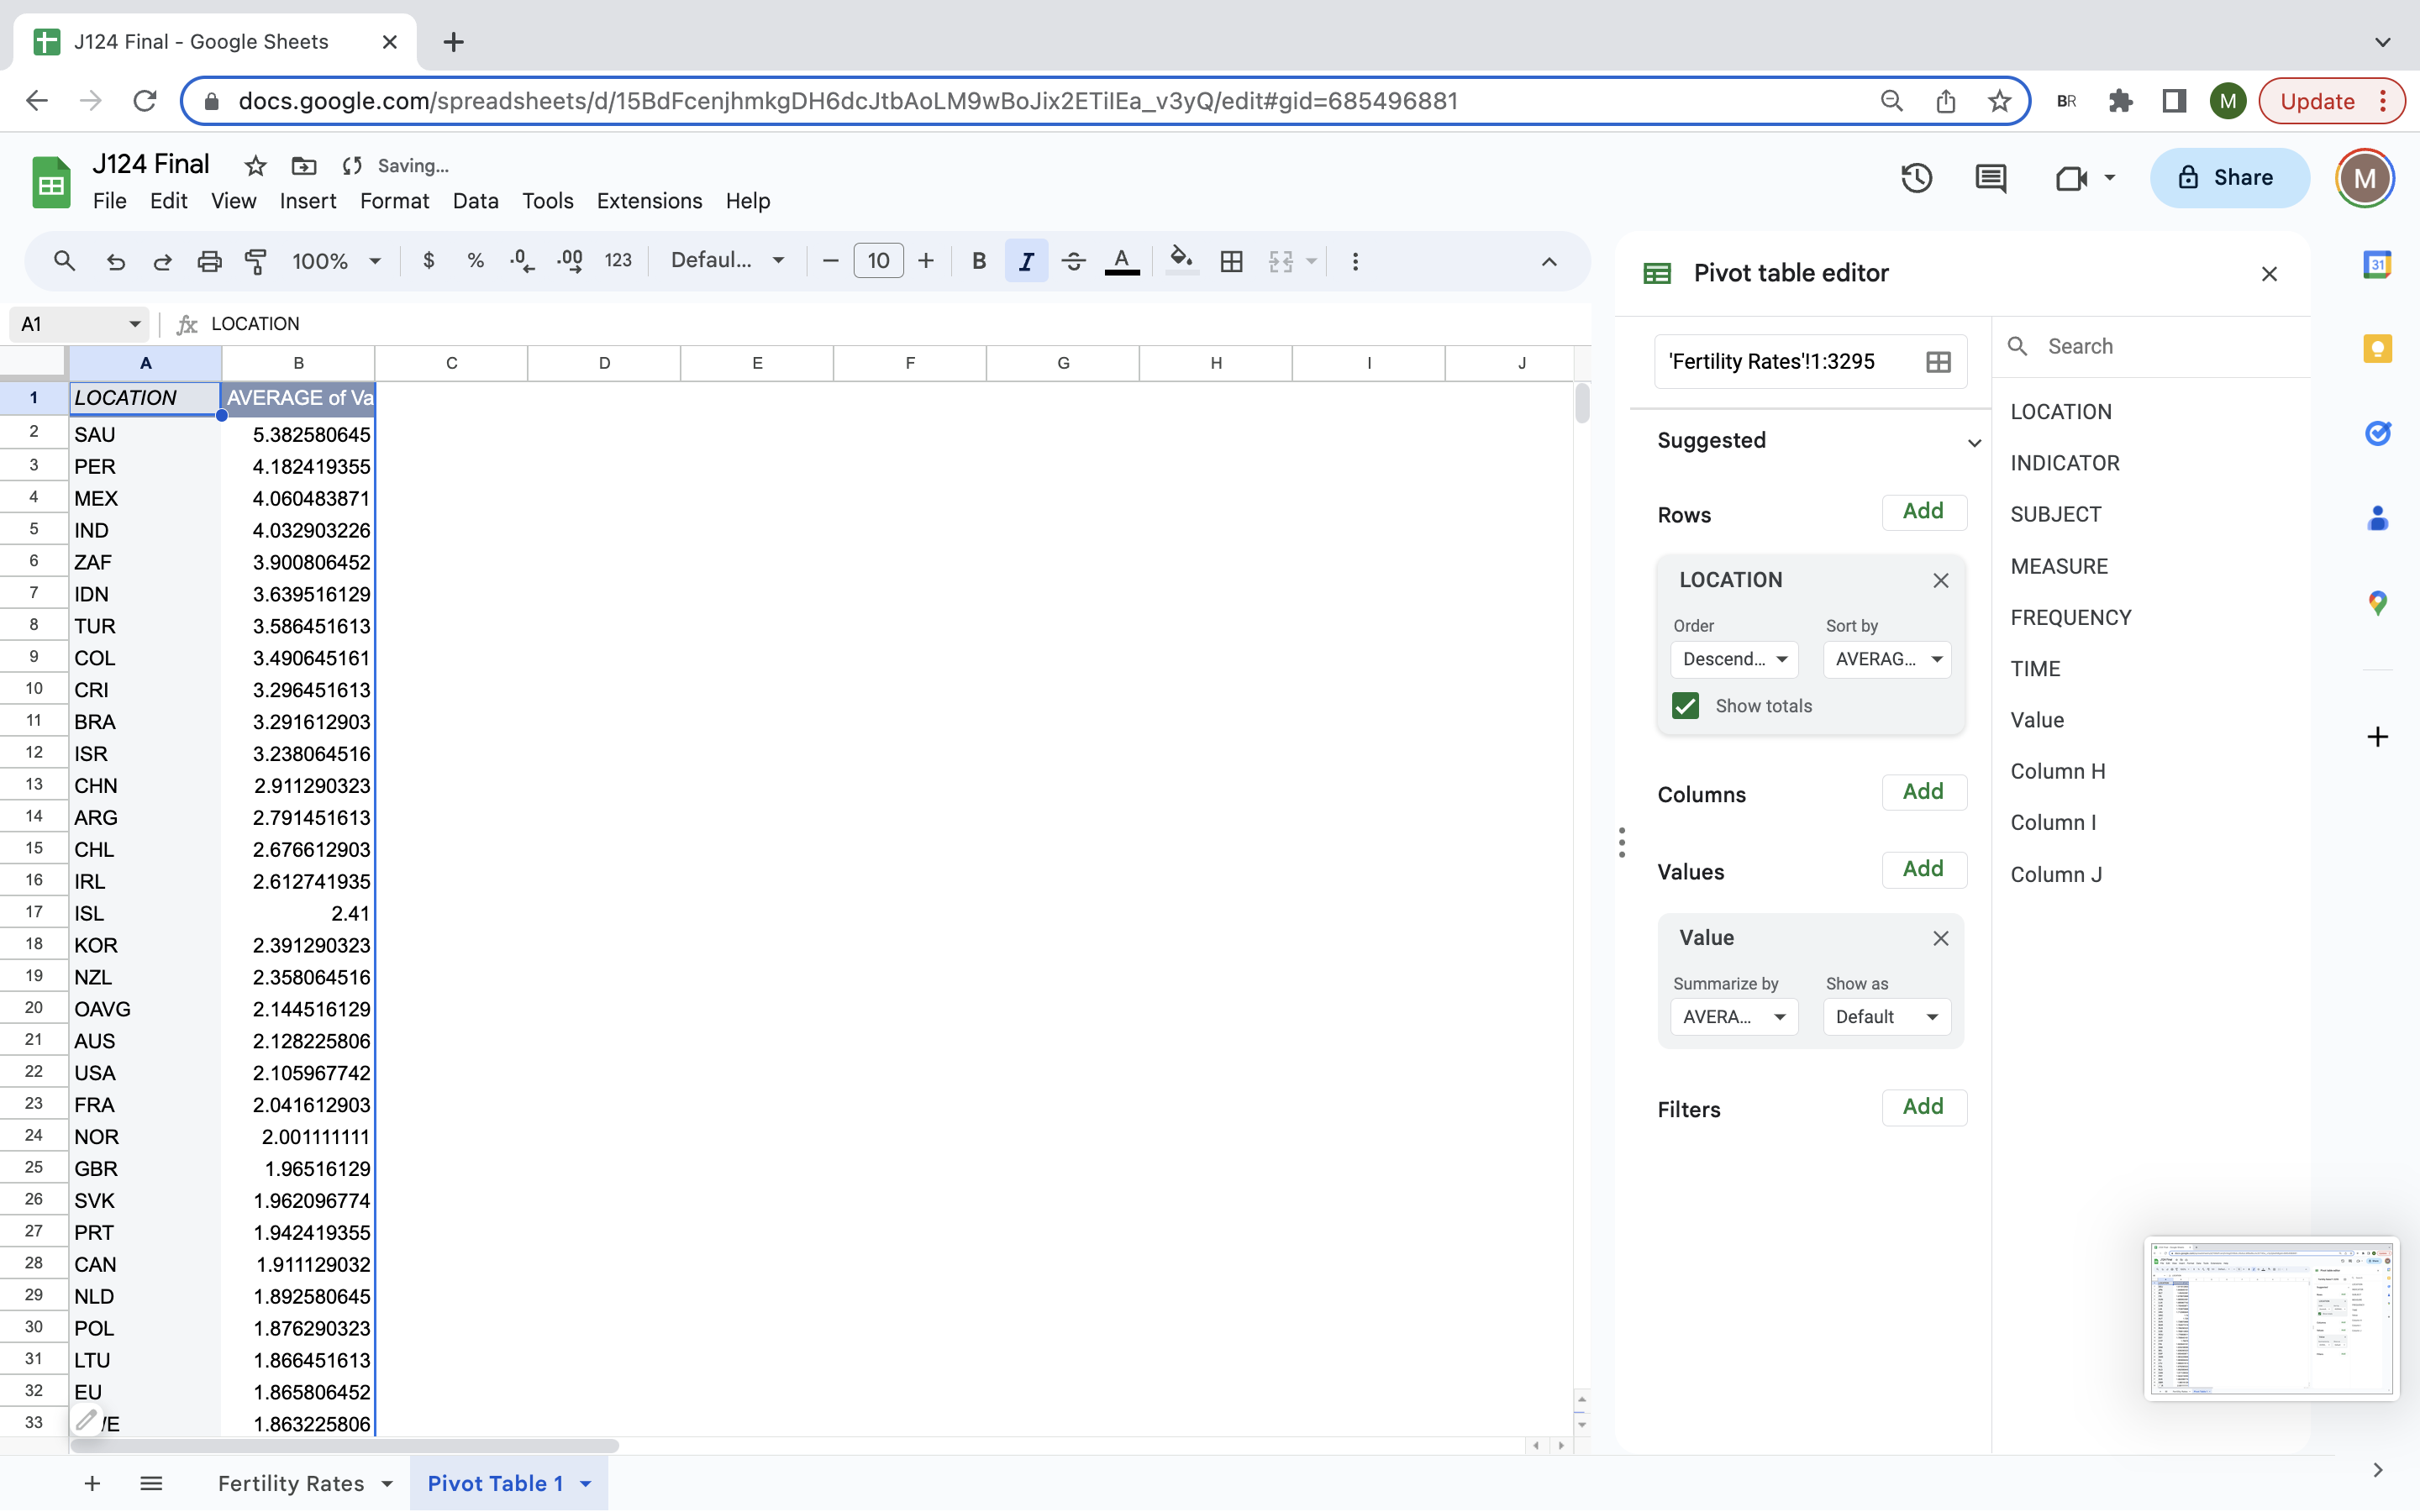 J124 Final - Google Sheets
docs.google.com/spreadsheets/d/15BdFcenjhmkgDH6dcJtbAoLM9wBoJix2ETilEa_v3yQ/edit#gid=685496881
BR
M
Update
J124 Final
Saving...
File Edit View Insert Format Data Tools Extensions Help
Share
M
100% $ % .0 .00 123 Defaul... 10 B I A
A1
LOCATION
A B C D E F G H I J
1 LOCATION AVERAGE of Va
2 SAU 5.382580645
3 PER 4.182419355
4 MEX 4.060483871
5 IND 4.032903226
6 ZAF 3.900806452
7 IDN 3.639516129
8 TUR 3.586451613
9 COL 3.490645161
10 CRI 3.296451613
11 BRA 3.291612903
12 ISR 3.238064516
13 CHN 2.911290323
14 ARG 2.791451613
15 CHL 2.676612903
16 IRL 2.612741935
17 ISL 2.41
18 KOR 2.391290323
19 NZL 2.358064516
20 OAVG 2.144516129
21 AUS 2.128225806
22 USA 2.105967742
23 FRA 2.041612903
24 NOR 2.001111111
25 GBR 1.96516129
26 SVK 1.962096774
27 PRT 1.942419355
28 CAN 1.911129032
29 NLD 1.892580645
30 POL 1.876290323
31 LTU 1.866451613
32 EU 1.865806452
33 1.863225806
Fertility Rates
Pivot Table 1
Pivot table editor
'Fertility Rates'!1:3295
Suggested
Rows Add
LOCATION
Order Sort by
Descend... AVERAG...
Show totals
Columns Add
Values Add
Value
Summarize by Show as
AVERA... Default
Filters Add
Search
LOCATION
INDICATOR
SUBJECT
MEASURE
FREQUENCY
TIME
Value
Column H
Column I
Column J
31